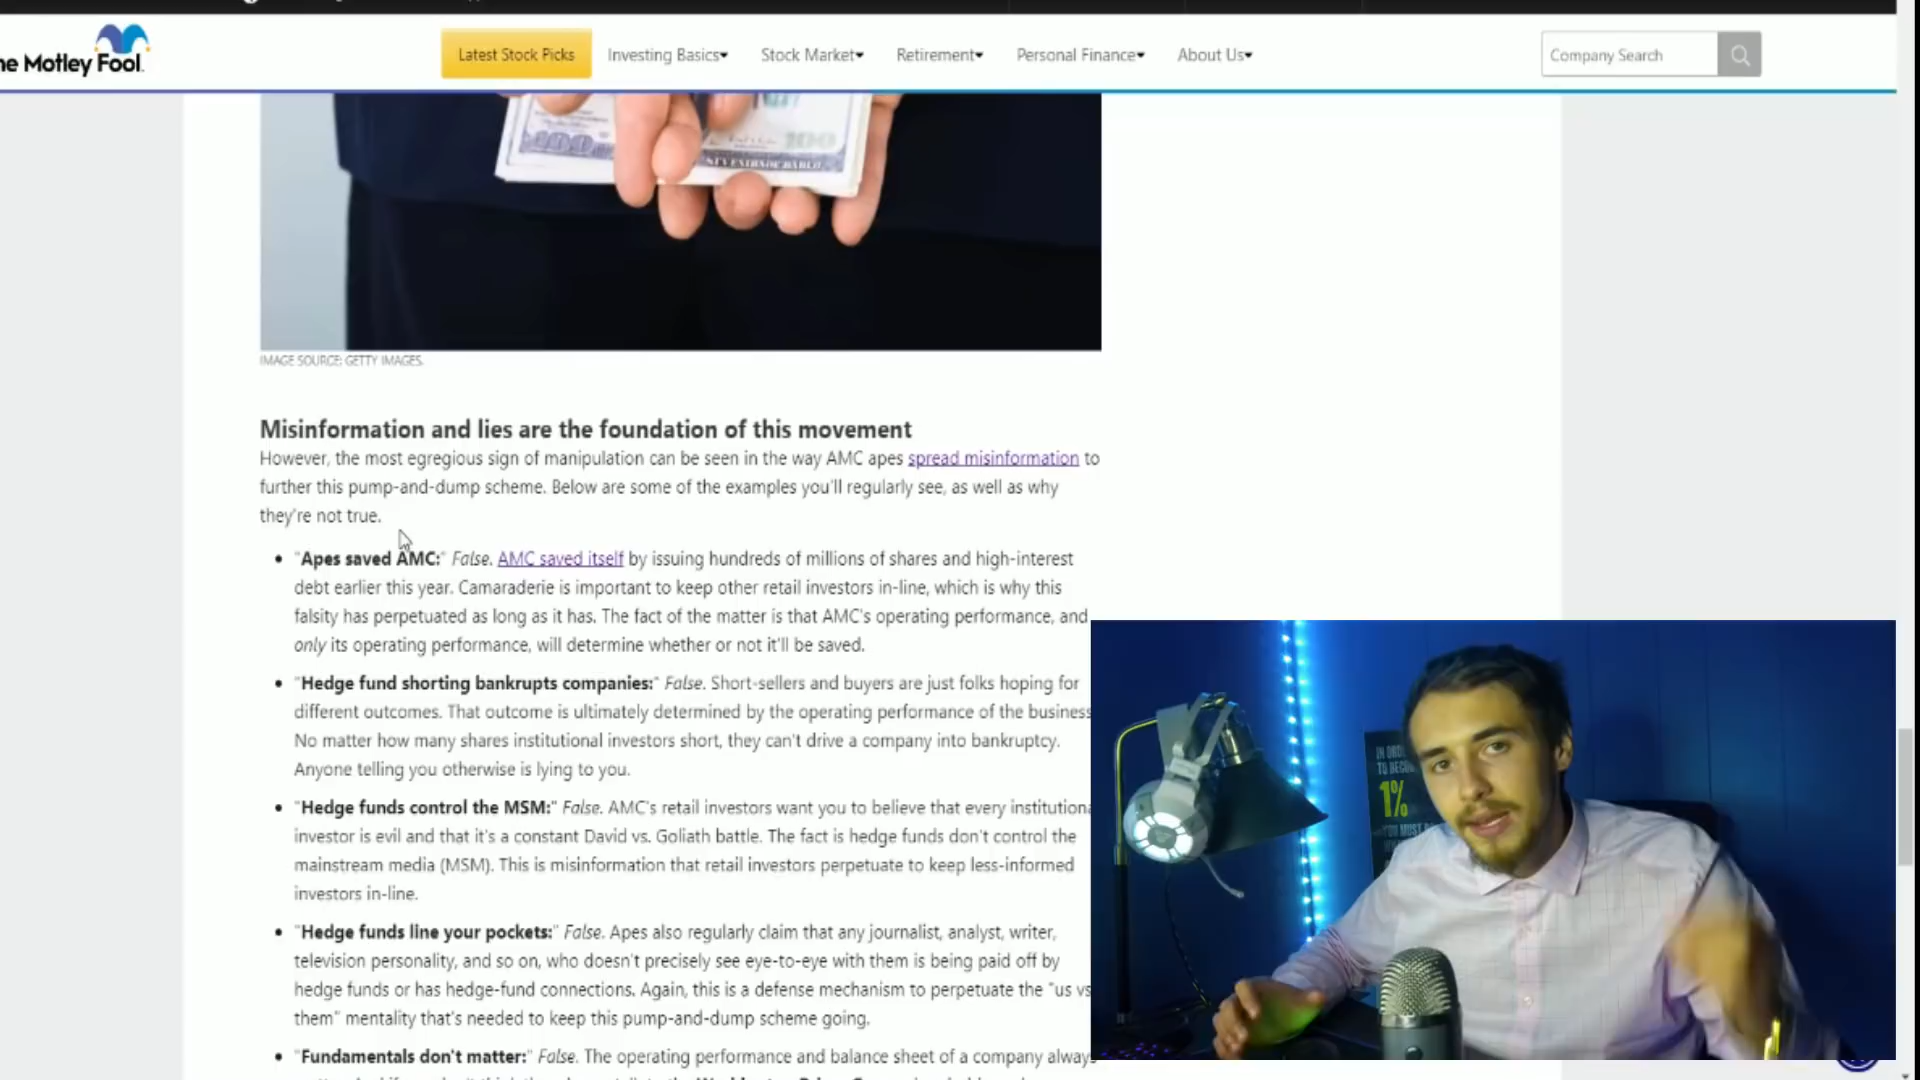 The Motley Fool.
Latest Stock Picks
Investing Basics
Stock Market
Retirement
Personal Finance
About Us
Company Search
100
100
IMAGE SOURCE: GETTY IMAGES.
Misinformation and lies are the foundation of this movement
However, the most egregious sign of manipulation can be seen in the way AMC apes spread misinformation to
further this pump-and-dump scheme. Below are some of the examples you'll regularly see, as well as why
they're not true.
"Apes saved AMC:" False. AMC saved itself by issuing hundreds of millions of shares and high-interest
debt earlier this year. Camaraderie is important to keep other retail investors in-line, which is why this
falsity has perpetuated as long as it has. The fact of the matter is that AMC's operating performance, and
only its operating performance, will determine whether or not it'll be saved.
"Hedge fund shorting bankrupts companies:" False. Short-sellers and buyers are just folks hoping for
different outcomes. That outcome is ultimately determined by the operating performance of the business
No matter how many shares institutional investors short, they can't drive a company into bankruptcy.
Anyone telling you otherwise is lying to you.
"Hedge funds control the MSM:" False. AMC's retail investors want you to believe that every institutiona
investor is evil and that it's a constant David vs. Goliath battle. The fact is hedge funds don't control the
mainstream media (MSM). This is misinformation that retail investors perpetuate to keep less-informed
investors in-line.
"Hedge funds line your pockets:" False. Apes also regularly claim that any journalist, analyst, writer,
television personality, and so on, who doesn't precisely see eye-to-eye with them is being paid off by
hedge funds or has hedge-fund connections. Again, this is a defense mechanism to perpetuate the "us vs
them" mentality that's needed to keep this pump-and-dump scheme going.
"Fundamentals don't matter:" False. The operating performance and balance sheet of a company always
IN ORDER
TO BECOME
1%
YOU MUST